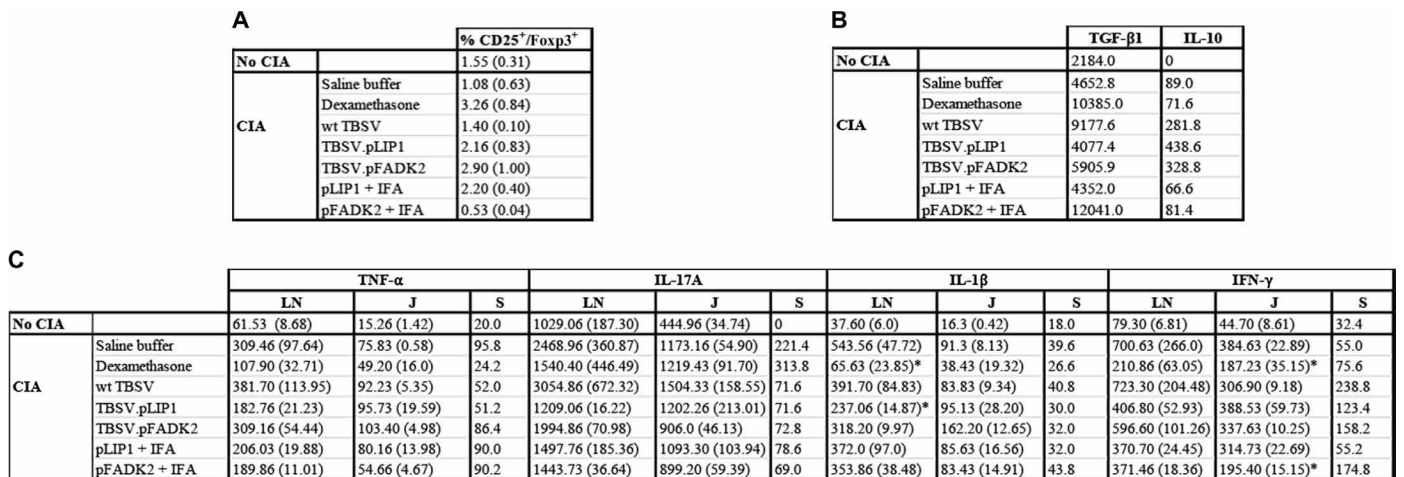 A
% CD25+/Foxp3+
No CIA 1.55 (0.31)
Saline buffer 1.08 (0.63)
Dexamethasone 3.26 (0.84)
CIA wt TBSV 1.40 (0.10)
TBSV.pLIP1 2.16 (0.83)
TBSV.pFADK2 2.90 (1.00)
pLIP1 + IFA 2.20 (0.40)
pFADK2 + IFA 0.53 (0.04)
B
TGF-β1 IL-10
No CIA 2184.0 0
Saline buffer 4652.8 89.0
Dexamethasone 10385.0 71.6
CIA wt TBSV 9177.6 281.8
TBSV.pLIP1 4077.4 438.6
TBSV.pFADK2 5905.9 328.8
pLIP1 + IFA 4352.0 66.6
pFADK2 + IFA 12041.0 81.4
C
TNF-α IL-17A IL-1β IFN-γ
LN J S LN J S LN J S LN J S
No CIA 61.53 (8.68) 15.26 (1.42) 20.0 1029.06 (187.30) 444.96 (34.74) 0 37.60 (6.0) 16.3 (0.42) 18.0 79.30 (6.81) 44.70 (8.61) 32.4
Saline buffer 309.46 (97.64) 75.83 (0.58) 95.8 2468.96 (360.87) 1173.16 (54.90) 221.4 543.56 (47.72) 91.3 (8.13) 39.6 700.63 (266.0) 384.63 (22.89) 55.0
Dexamethasone 107.90 (32.71) 49.20 (16.0) 24.2 1540.40 (446.49) 1219.43 (91.70) 313.8 65.63 (23.85)* 38.43 (19.32) 26.6 210.86 (63.05) 187.23 (35.15)* 75.6
CIA wt TBSV 381.70 (113.95) 92.23 (5.35) 52.0 3054.86 (672.32) 1504.33 (158.55) 71.6 391.70 (84.83) 83.83 (9.34) 40.8 723.30 (204.48) 306.90 (9.18) 238.8
TBSV.pLIP1 182.76 (21.23) 95.73 (19.59) 51.2 1209.06 (16.22) 1202.26 (213.01) 71.6 237.06 (14.87)* 95.13 (28.20) 30.0 406.80 (52.93) 388.53 (59.73) 123.4
TBSV.pFADK2 309.16 (54.44) 103.40 (4.98) 86.4 1994.86 (70.98) 906.0 (46.13) 72.8 318.20 (9.97) 162.20 (12.65) 32.0 596.60 (101.26) 337.63 (10.25) 158.2
pLIP1 + IFA 206.03 (19.88) 80.16 (13.98) 90.0 1497.76 (185.36) 1093.30 (103.94) 78.6 372.0 (97.0) 85.63 (16.56) 32.0 370.70 (24.45) 314.73 (22.69) 55.2
pFADK2 + IFA 189.86 (11.01) 54.66 (4.67) 90.2 1443.73 (36.64) 899.20 (59.39) 69.0 353.86 (38.48) 83.43 (14.91) 43.8 371.46 (18.36) 195.40 (15.15)* 174.8